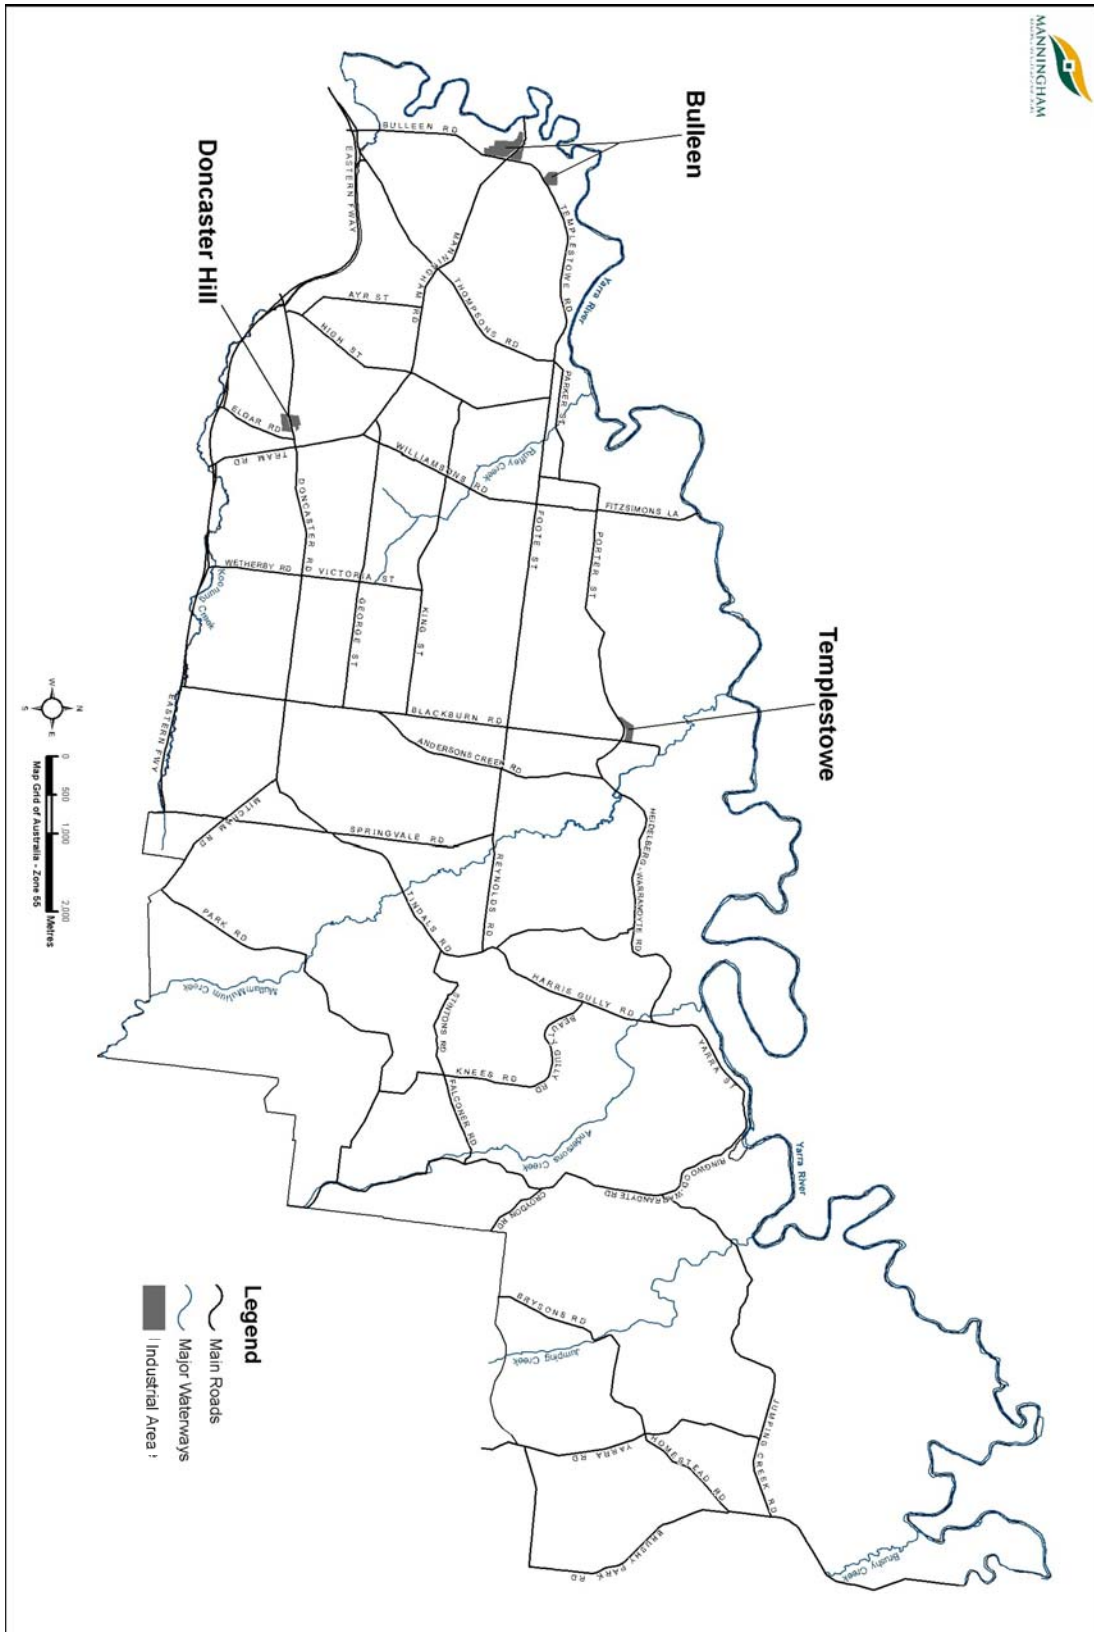 MANNINGHAM
Bulleen
Doncaster Hill
Templestowe
BULLEEN RD
EASTERN FWAY
TEMPLESTOWE RD
MANNINGHAM RD
THOMPSONS RD
Yarra River
AYR ST
HIGH ST
PARKER ST
ELGAR RD
TRAM RD
WILLIAMSONS RD
Ruffey Creek
DONCASTER RD
FOOTE ST
FITZSIMONS LA
PORTER ST
WETHERBY RD
VICTORIA ST
Koonung Creek
GEORGE ST
KING ST
BLACKBURN RD
ANDERSONS CREEK RD
EASTERN FWY
MITCHAM RD
SPRINGVALE RD
HEIDELBERG-WARRANDYTE RD
REYNOLDS RD
TINDALS RD
PARK RD
Mullum Mullum Creek
HARRIS GULLY RD
STINTONS RD
BEAUTY GULLY RD
KNEES RD
FALCONER RD
YARRA ST
Andersons Creek
Yarra River
RINGWOOD-WARRANDYTE RD
CROYDON RD
BRYSONS RD
Jumping Creek
JUMPING CREEK RD
HOMESTEAD RD
YARRA RD
BRUSHY PARK RD
Brushy Creek
N
W
E
S
0
500
1,000
2,000
Metres
Map Grid of Australia - Zone 55
Legend
Main Roads
Major Waterways
Industrial Area